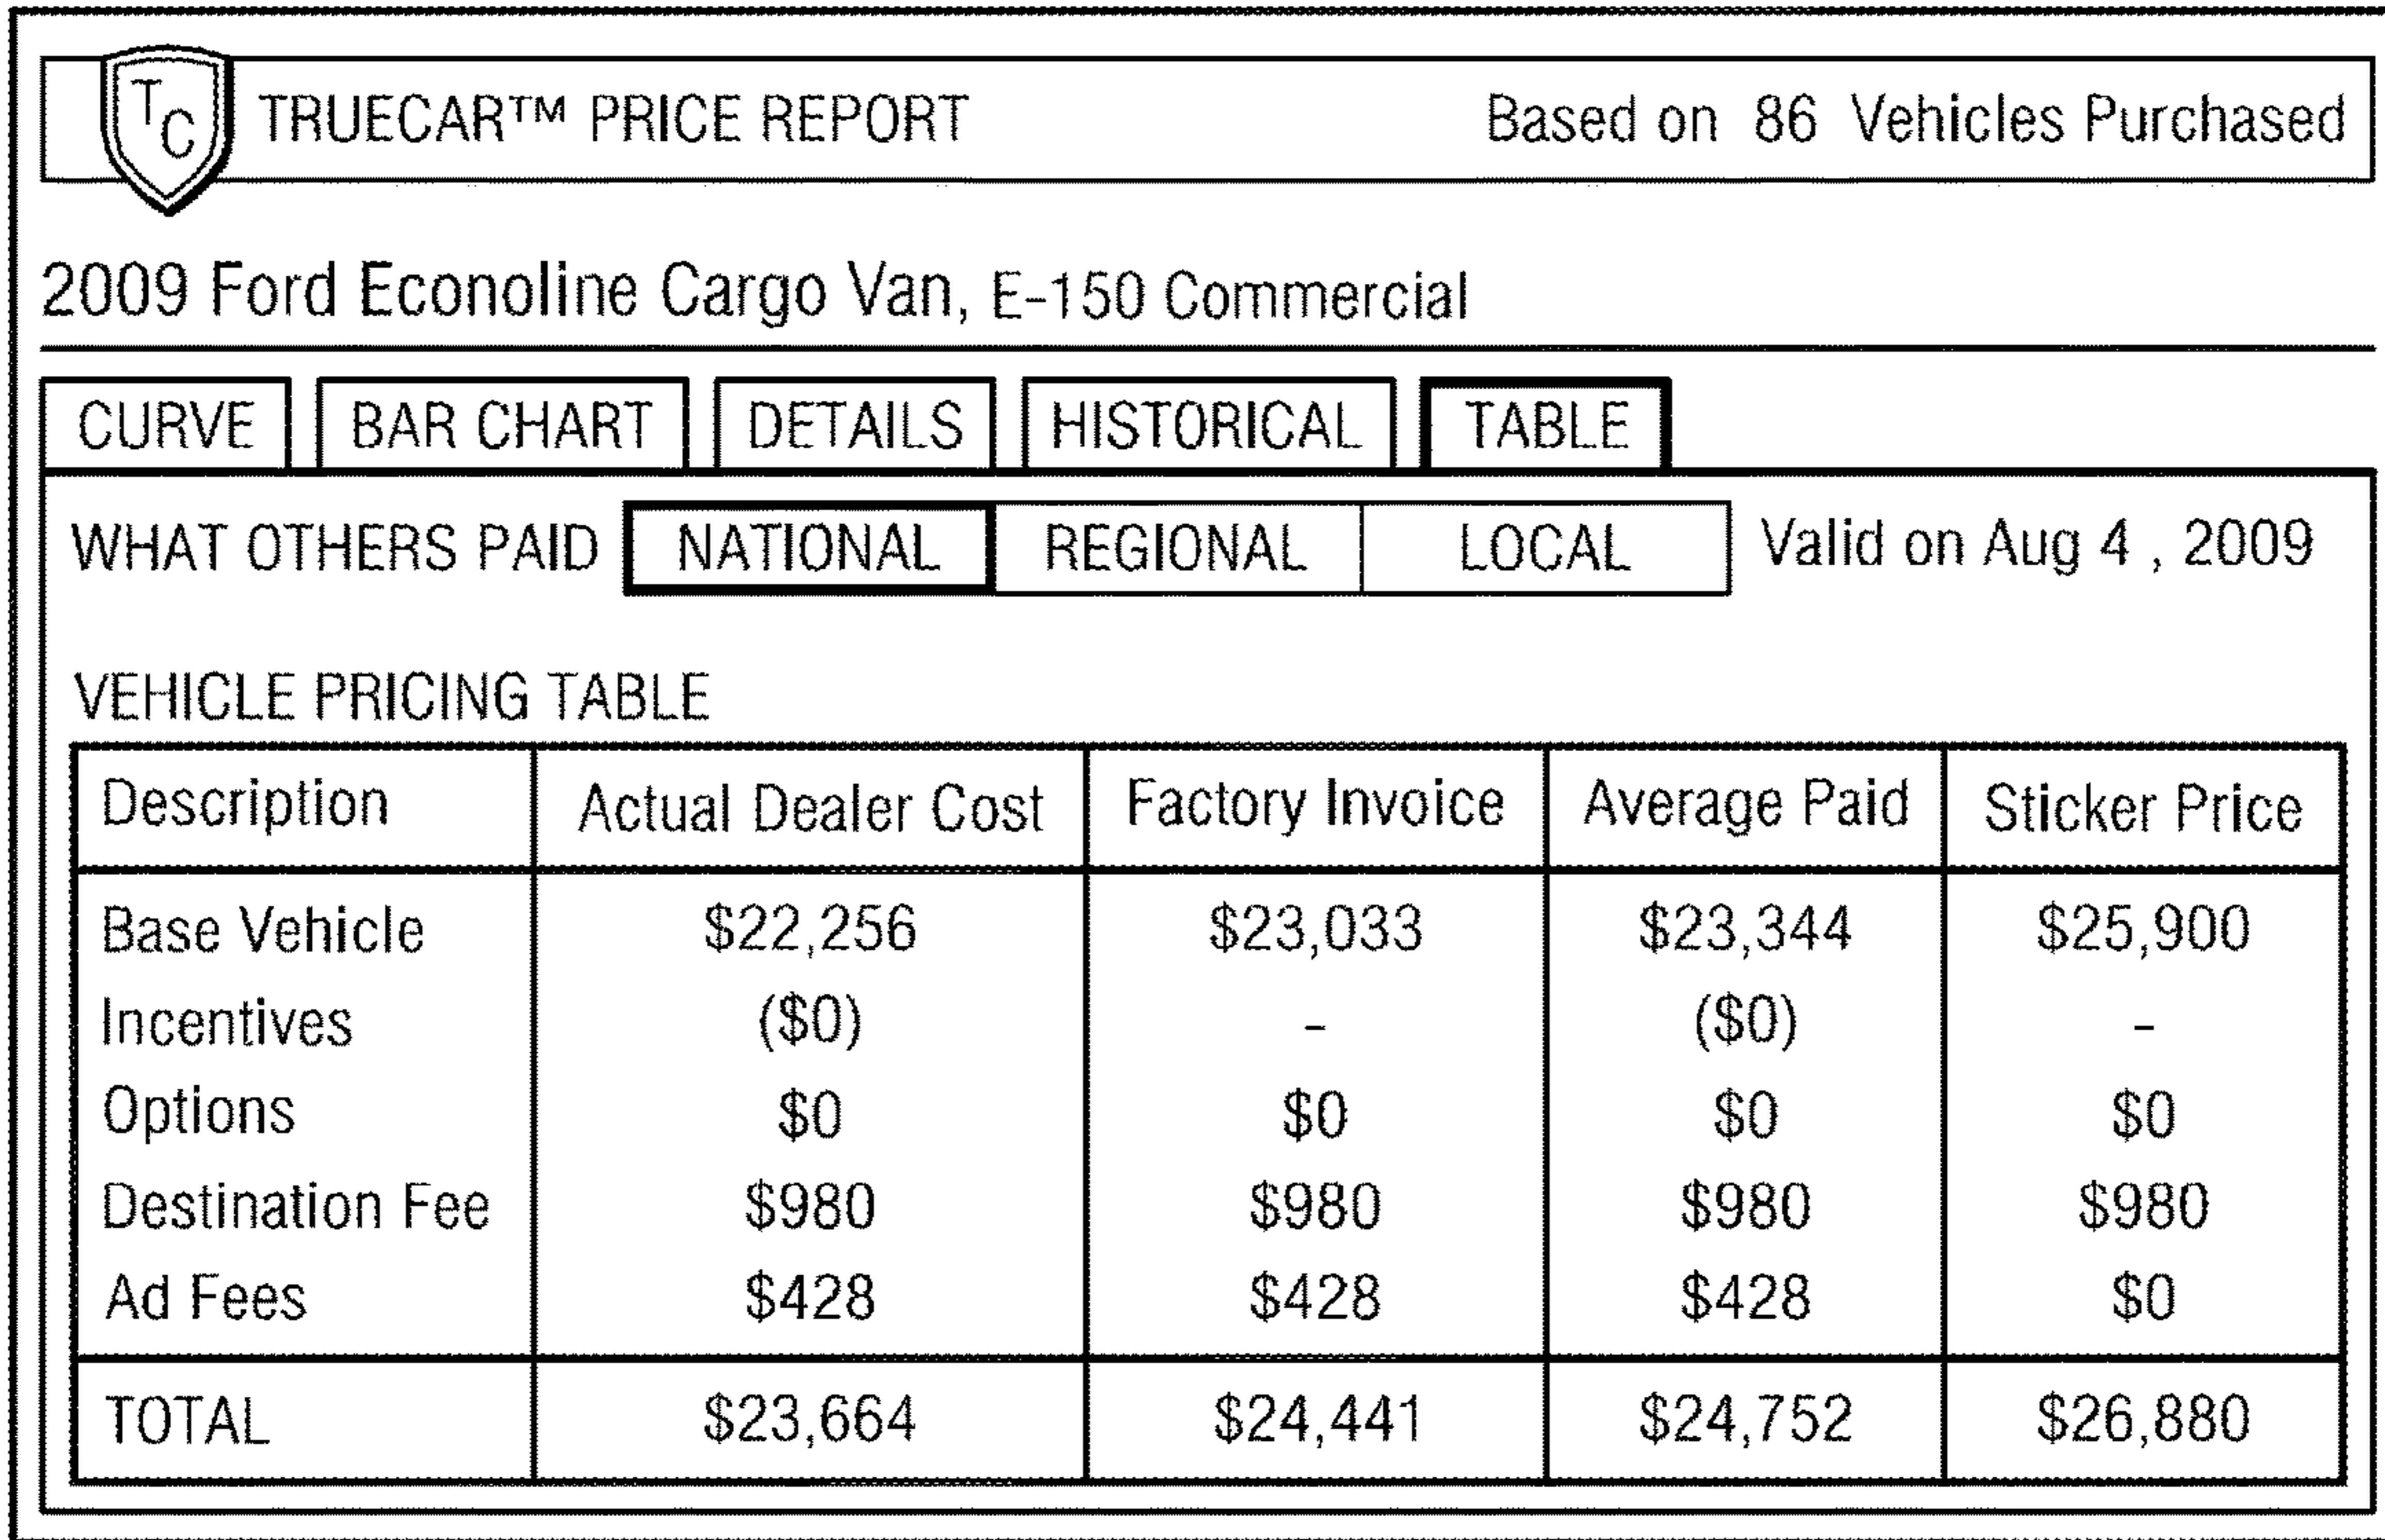 TC TRUECAR™ PRICE REPORT Based on 86 Vehicles Purchased
2009 Ford Econoline Cargo Van, E-150 Commercial
CURVE BAR CHART DETAILS HISTORICAL TABLE
WHAT OTHERS PAID NATIONAL REGIONAL LOCAL Valid on Aug 4 , 2009
VEHICLE PRICING TABLE
Description Actual Dealer Cost Factory Invoice Average Paid Sticker Price
Base Vehicle $22,256 $23,033 $23,344 $25,900
Incentives ($0) - ($0) -
Options $0 $0 $0 $0
Destination Fee $980 $980 $980 $980
Ad Fees $428 $428 $428 $0
TOTAL $23,664 $24,441 $24,752 $26,880